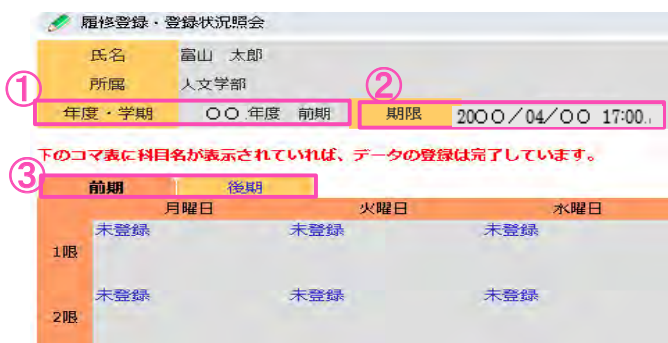 履修登録・登録状況照会
氏名 富山 太郎
所属 人文学部
① 年度・学期 〇〇 年度 前期 ② 期限 20〇〇/04/〇〇 17:00
下のコマ表に科目名が表示されていれば、データの登録は完了しています。
③ 前期 後期
月曜日 火曜日 水曜日
1限 未登録 未登録 未登録
2限 未登録 未登録 未登録